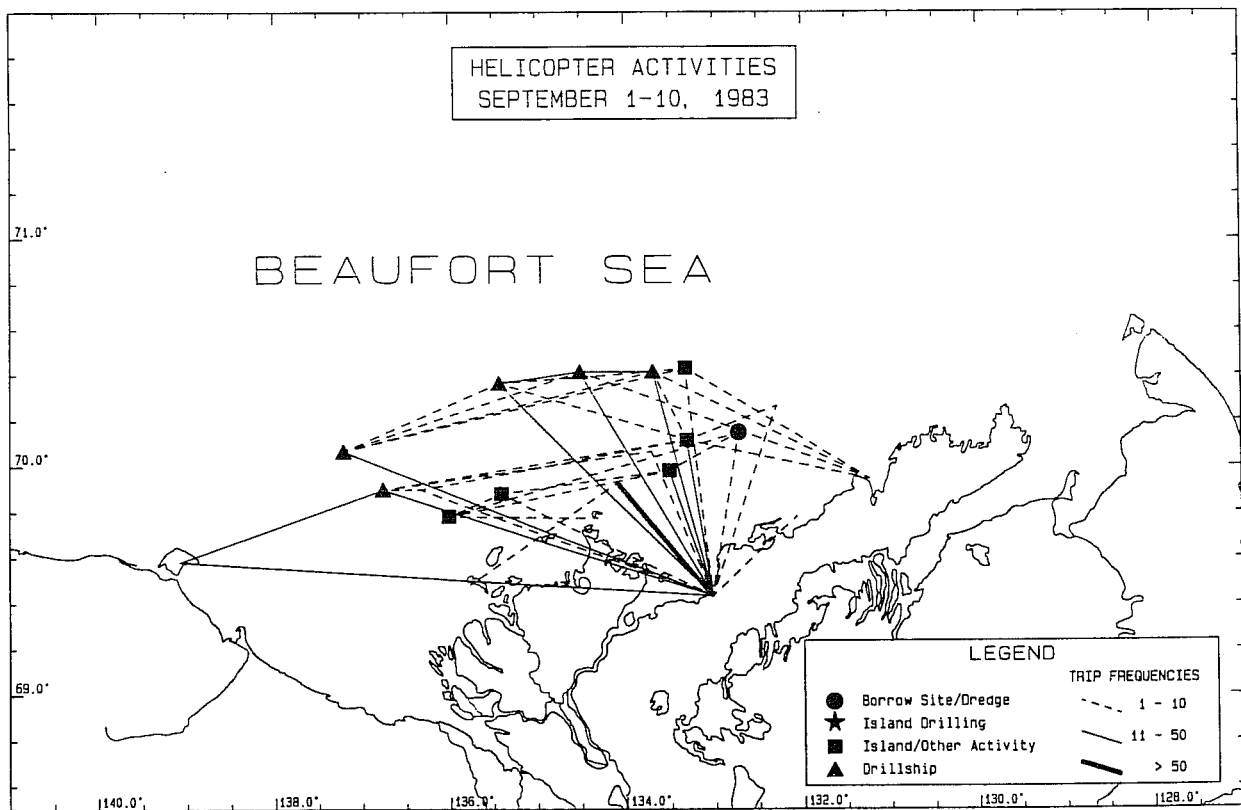 HELICOPTER ACTIVITIES
SEPTEMBER 1-10, 1983
71.0°
BEAUFORT SEA
70.0°
69.0°
LEGEND
TRIP FREQUENCIES
Borrow Site/Dredge
1 - 10
Island Drilling
11 - 50
Island/Other Activity
> 50
Drillship
140.0°
138.0°
136.0°
134.0°
132.0°
130.0°
128.0°